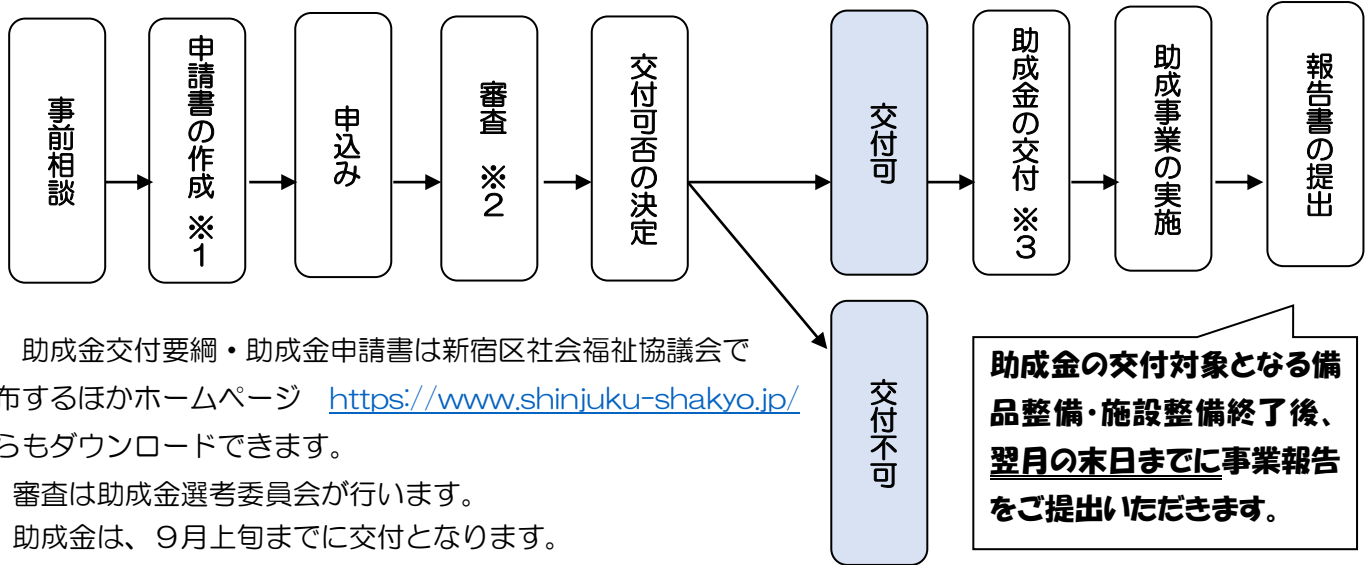 事前相談
申請書の作成 ※1
申込み
審査 ※2
交付可否の決定
交付可
助成金の交付 ※3
助成事業の実施
報告書の提出
交付不可
助成金交付要綱・助成金申請書は新宿区社会福祉協議会で
布するほかホームページ https://www.shinjuku-shakyo.jp/
らもダウンロードできます。
審査は助成金選考委員会が行います。
助成金は、９月上旬までに交付となります。
助成金の交付対象となる備
品整備・施設整備終了後、
翌月の末日までに事業報告
をご提出いただきます。